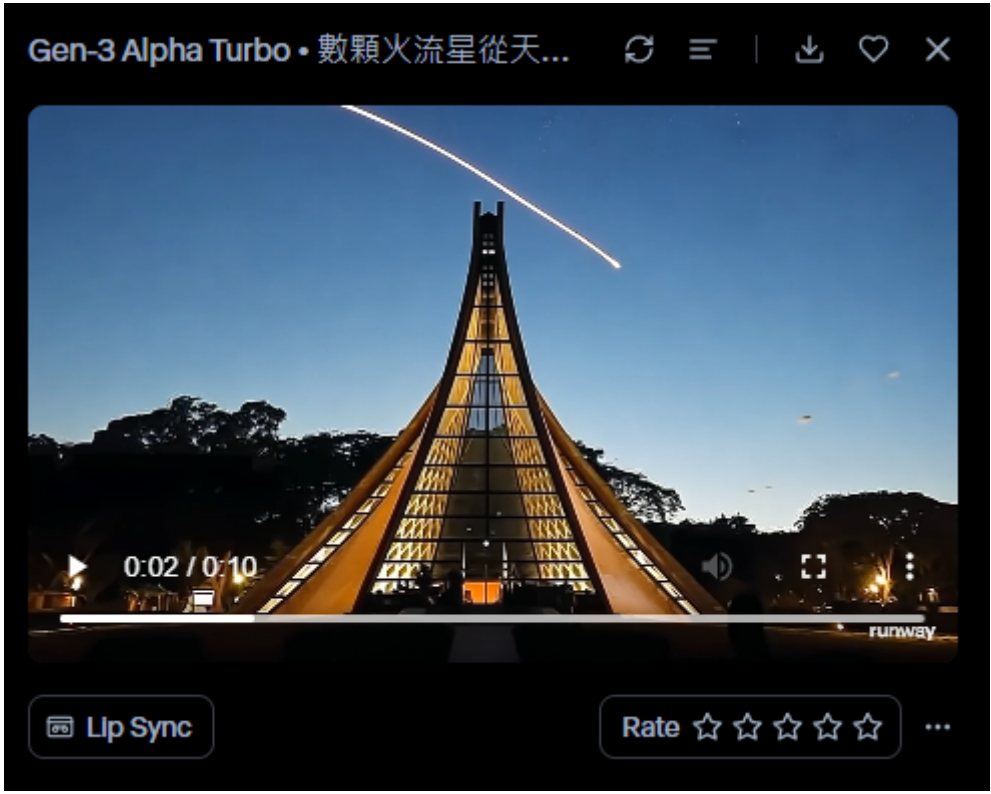 Gen-3 Alpha Turbo • 數顆火流星從天...
0:02 / 0:10
runway
Lip Sync
Rate